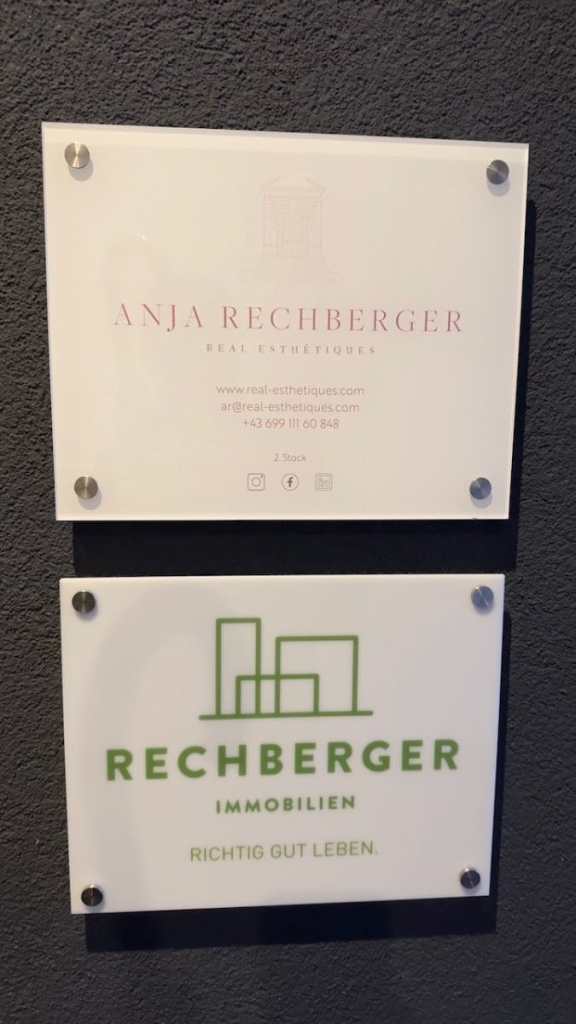 ANJA RECHBERGER
REAL ESTHÉTIQUES
www.real-esthetiques.com
ar@real-esthetiques.com
+43 699 111 60 848
2.Stock
RECHBERGER
IMMOBILIEN
RICHTIG GUT LEBEN.